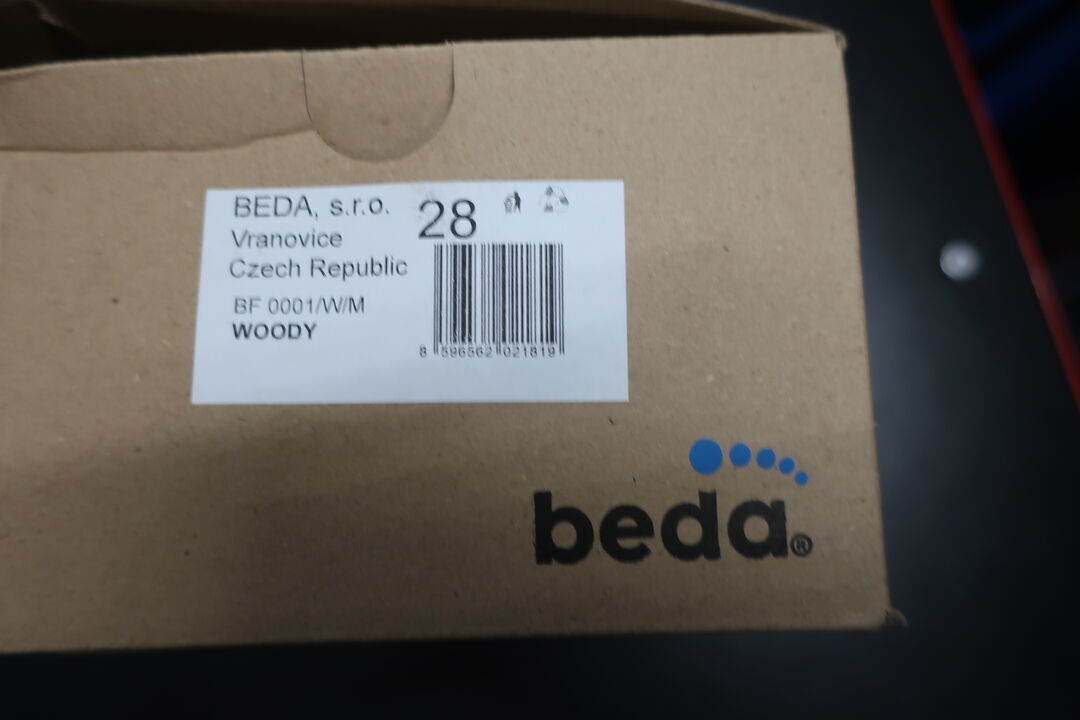 BEDA, s.r.o.
28
Vranovice
Czech Republic
BF 0001/W/M
WOODY
8 596562 021819
beda®